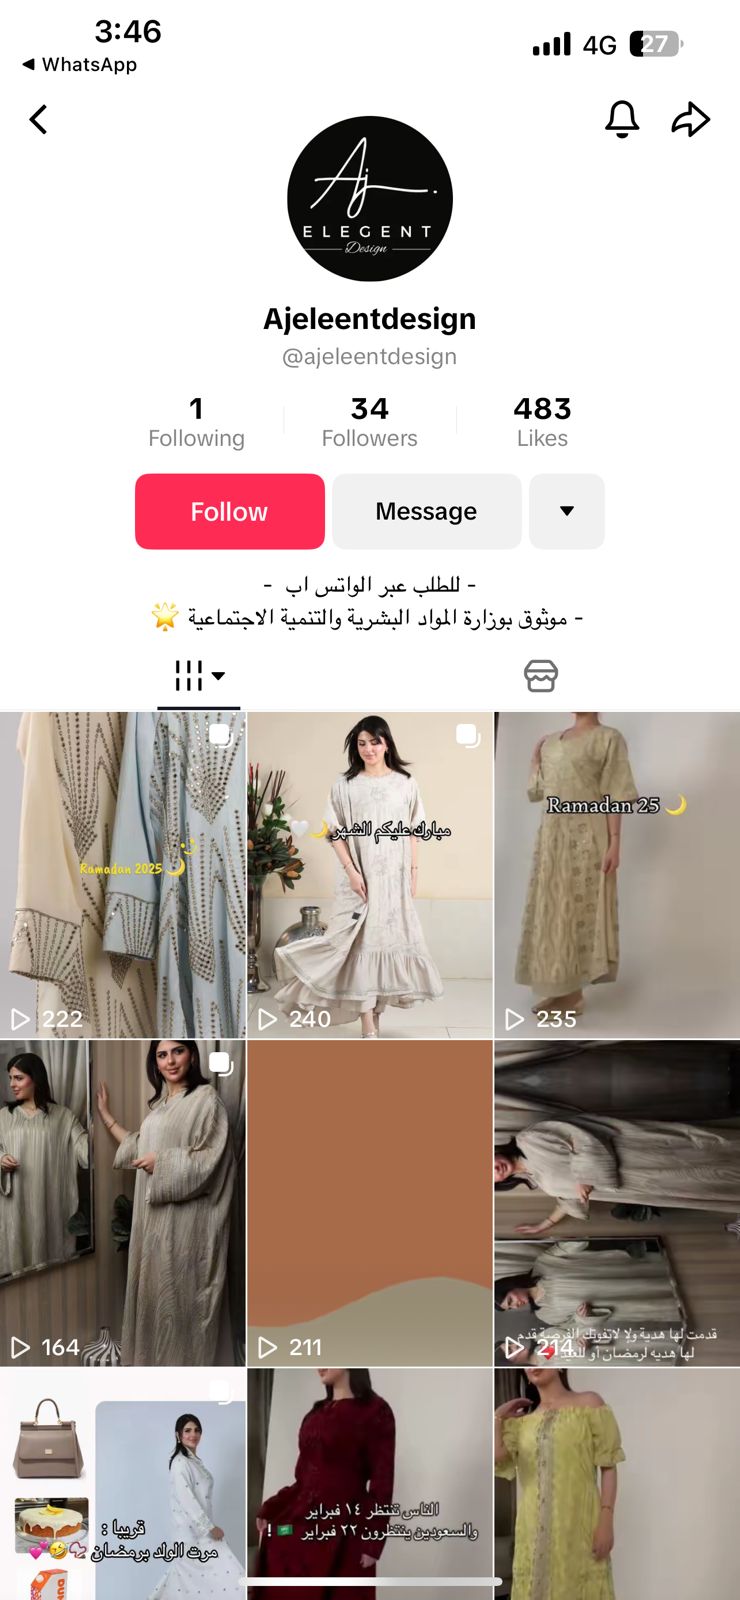 3:46
4G
27
◀ WhatsApp
Aj
ELEGENT
Design
Ajeleentdesign
@ajeleentdesign
1
Following
34
Followers
483
Likes
Follow
Message
- للطلب عبر الواتس اب -
- موثوق بوزارة المواد البشرية والتنمية الاجتماعية 🌟
Ramadan 2025 🌙
222
مبارك عليكم الشهر 🌙🤍
240
Ramadan 25 🌙
235
164
211
قدمت لها هدية ولا لاتفوتك الفرصة قدم
لها هديه لرمضان أو للعيد
214
قريبا :
مرت الولد برمضان
الناس تنتظر ١٤ فبراير
والسعودين ينتظرون ٢٢ فبراير 🇸🇦 !